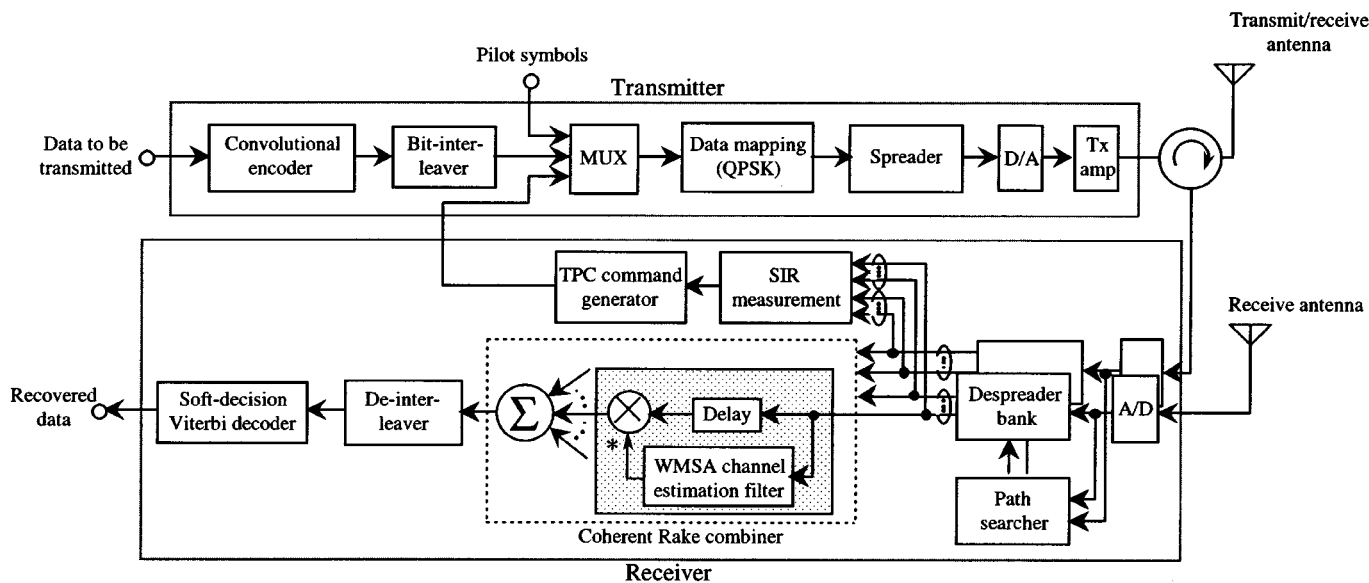 Transmit/receive
antenna
Pilot symbols
Transmitter
Data to be
transmitted
Convolutional
encoder
Bit-inter-
leaver
MUX
Data mapping
(QPSK)
Spreader
D/A
Tx
amp
TPC command
generator
SIR
measurement
Receive antenna
Recovered
data
Soft-decision
Viterbi decoder
De-inter-
leaver
Σ
Delay
*
WMSA channel
estimation filter
Despreader
bank
A/D
Path
searcher
Coherent Rake combiner
Receiver